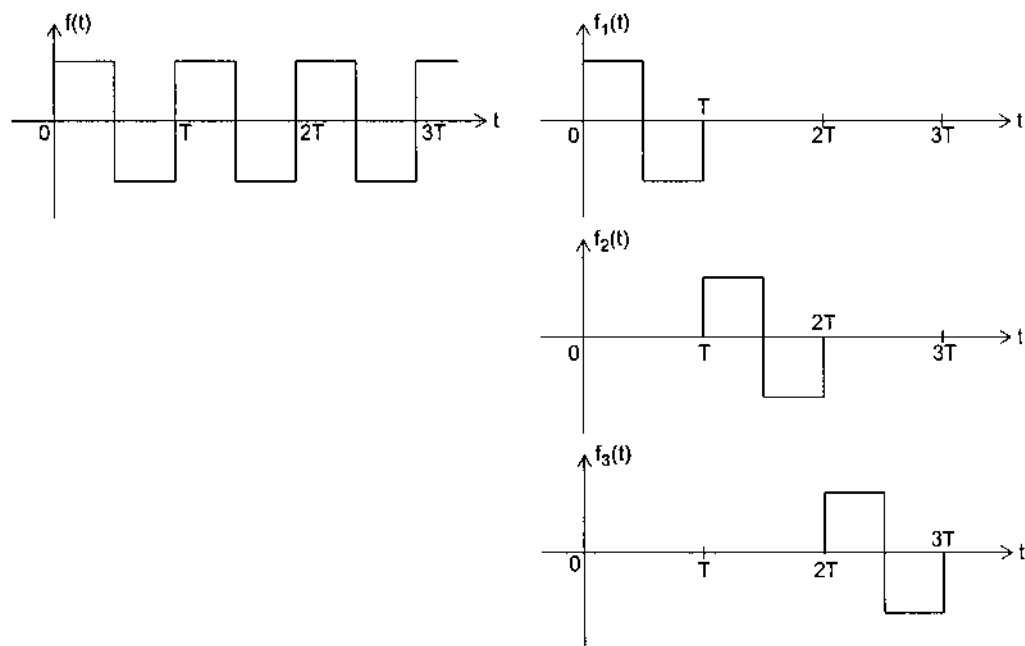 f(t)
0 T 2T 3T t
f₁(t)
T
0 2T 3T t
f₂(t)
2T
0 T 3T t
f₃(t)
3T
0 T 2T t